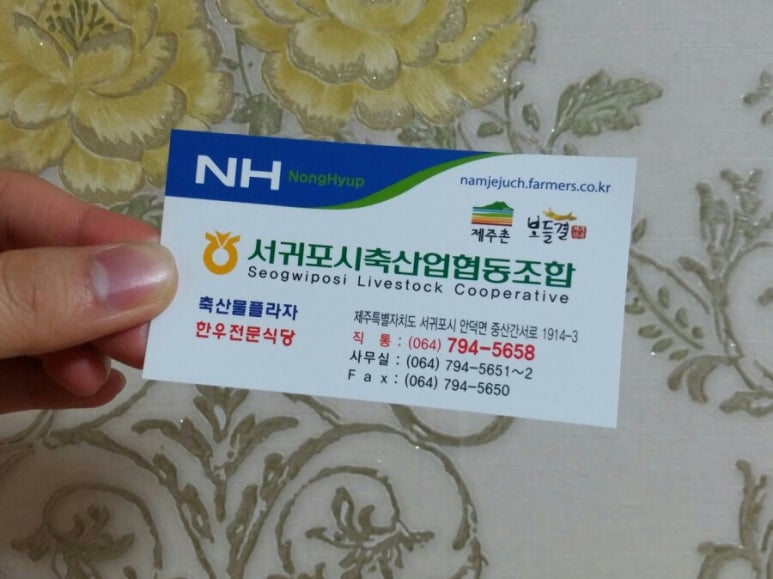 NH NongHyup
namjejuch.farmers.co.kr
제주촌 보들결
서귀포시축산업협동조합
Seogwiposi Livestock Cooperative
축산물플라자
한우전문식당
제주특별자치도 서귀포시 안덕면 중산간서로 1914-3
직 통 : (064) 794-5658
사무실 : (064) 794-5651~2
F a x : (064) 794-5650